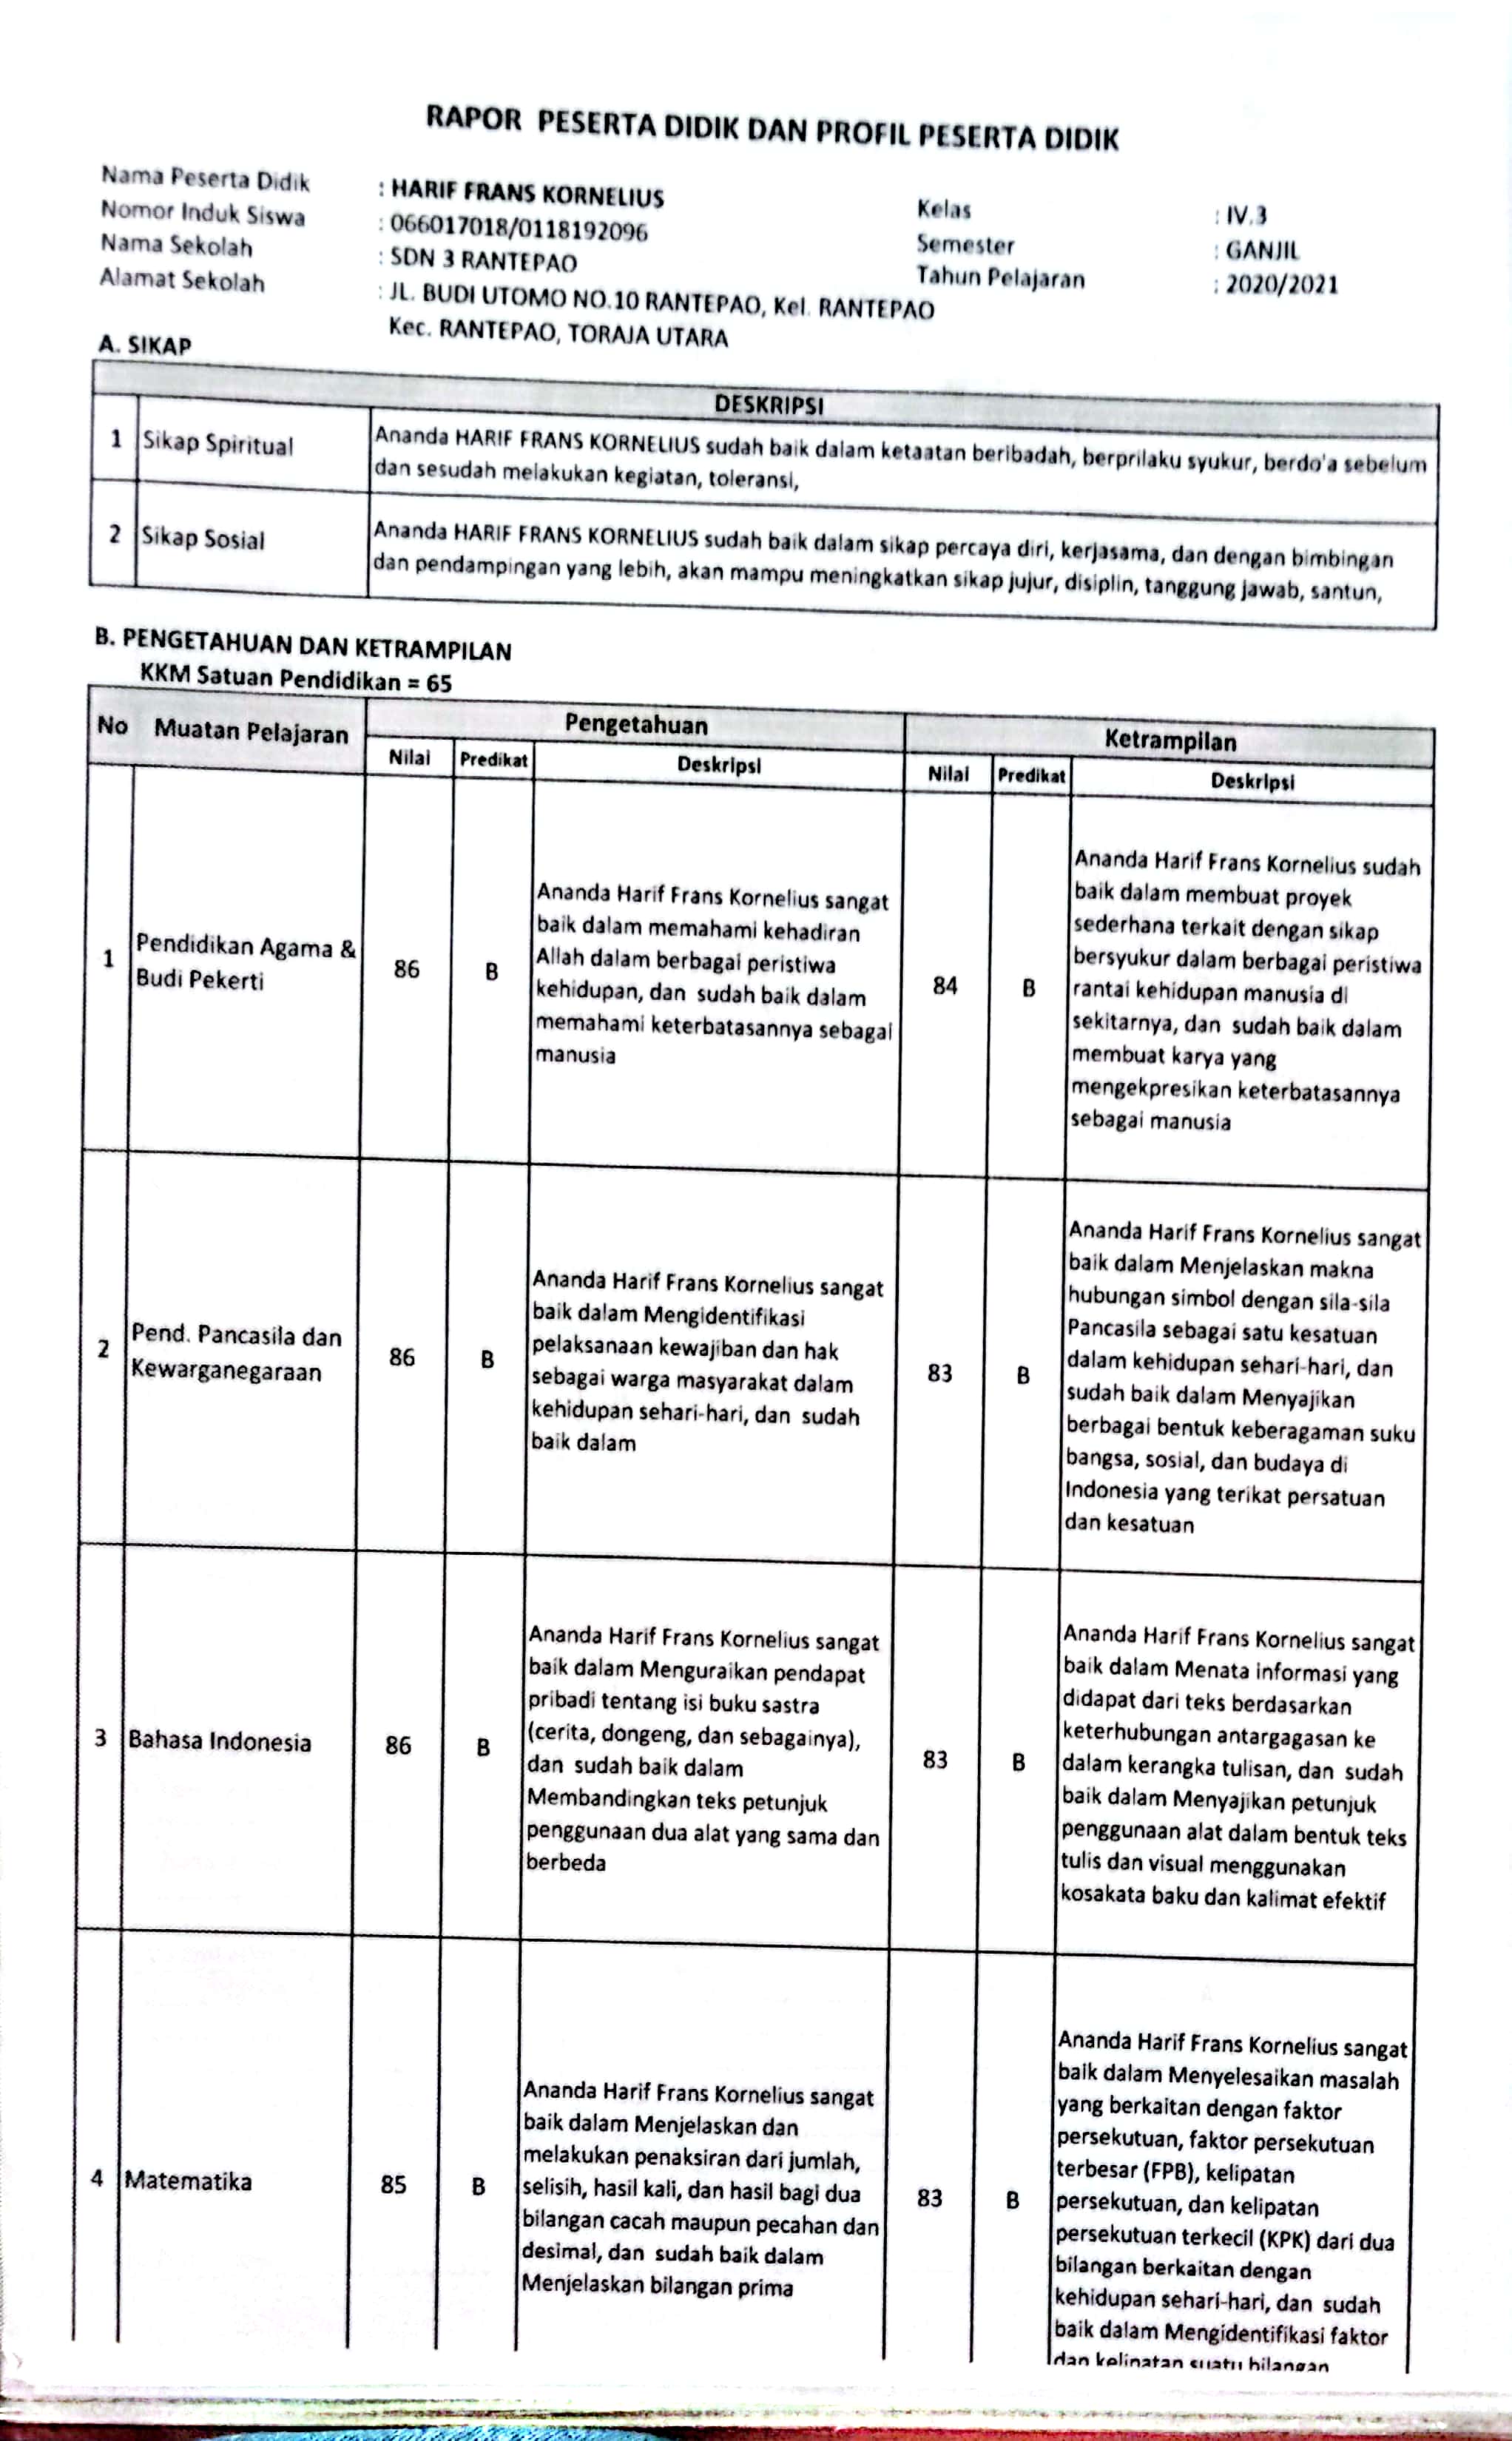 RAPOR PESERTA DIDIK DAN PROFIL PESERTA DIDIK
Nama Peserta Didik : HARIF FRANS KORNELIUS Kelas : IV.3
Nomor Induk Siswa : 066017018/0118192096 Semester : GANJIL
Nama Sekolah : SDN 3 RANTEPAO Tahun Pelajaran : 2020/2021
Alamat Sekolah : JL. BUDI UTOMO NO.10 RANTEPAO, Kel. RANTEPAO
Kec. RANTEPAO, TORAJA UTARA
A. SIKAP
DESKRIPSI
1 Sikap Spiritual
Ananda HARIF FRANS KORNELIUS sudah baik dalam ketaatan beribadah, berprilaku syukur, berdo'a sebelum
dan sesudah melakukan kegiatan, toleransi,
2 Sikap Sosial
Ananda HARIF FRANS KORNELIUS sudah baik dalam sikap percaya diri, kerjasama, dan dengan bimbingan
dan pendampingan yang lebih, akan mampu meningkatkan sikap jujur, disiplin, tanggung jawab, santun,
B. PENGETAHUAN DAN KETRAMPILAN
KKM Satuan Pendidikan = 65
No Muatan Pelajaran Pengetahuan Ketrampilan
Nilai Predikat Deskripsi Nilai Predikat Deskripsi
1
Pendidikan Agama &
Budi Pekerti
86 B
Ananda Harif Frans Kornelius sangat
baik dalam memahami kehadiran
Allah dalam berbagai peristiwa
kehidupan, dan sudah baik dalam
memahami keterbatasannya sebagai
manusia
84 B
Ananda Harif Frans Kornelius sudah
baik dalam membuat proyek
sederhana terkait dengan sikap
bersyukur dalam berbagai peristiwa
rantai kehidupan manusia di
sekitarnya, dan sudah baik dalam
membuat karya yang
mengekpresikan keterbatasannya
sebagai manusia
2
Pend. Pancasila dan
Kewarganegaraan
86 B
Ananda Harif Frans Kornelius sangat
baik dalam Mengidentifikasi
pelaksanaan kewajiban dan hak
sebagai warga masyarakat dalam
kehidupan sehari-hari, dan sudah
baik dalam
83 B
Ananda Harif Frans Kornelius sangat
baik dalam Menjelaskan makna
hubungan simbol dengan sila-sila
Pancasila sebagai satu kesatuan
dalam kehidupan sehari-hari, dan
sudah baik dalam Menyajikan
berbagai bentuk keberagaman suku
bangsa, sosial, dan budaya di
Indonesia yang terikat persatuan
dan kesatuan
3 Bahasa Indonesia
86 B
Ananda Harif Frans Kornelius sangat
baik dalam Menguraikan pendapat
pribadi tentang isi buku sastra
(cerita, dongeng, dan sebagainya),
dan sudah baik dalam
Membandingkan teks petunjuk
penggunaan dua alat yang sama dan
berbeda
83 B
Ananda Harif Frans Kornelius sangat
baik dalam Menata informasi yang
didapat dari teks berdasarkan
keterhubungan antargagasan ke
dalam kerangka tulisan, dan sudah
baik dalam Menyajikan petunjuk
penggunaan alat dalam bentuk teks
tulis dan visual menggunakan
kosakata baku dan kalimat efektif
4 Matematika
85 B
Ananda Harif Frans Kornelius sangat
baik dalam Menjelaskan dan
melakukan penaksiran dari jumlah,
selisih, hasil kali, dan hasil bagi dua
bilangan cacah maupun pecahan dan
desimal, dan sudah baik dalam
Menjelaskan bilangan prima
83 B
Ananda Harif Frans Kornelius sangat
baik dalam Menyelesaikan masalah
yang berkaitan dengan faktor
persekutuan, faktor persekutuan
terbesar (FPB), kelipatan
persekutuan, dan kelipatan
persekutuan terkecil (KPK) dari dua
bilangan berkaitan dengan
kehidupan sehari-hari, dan sudah
baik dalam Mengidentifikasi faktor
dan kelipatan suatu bilangan